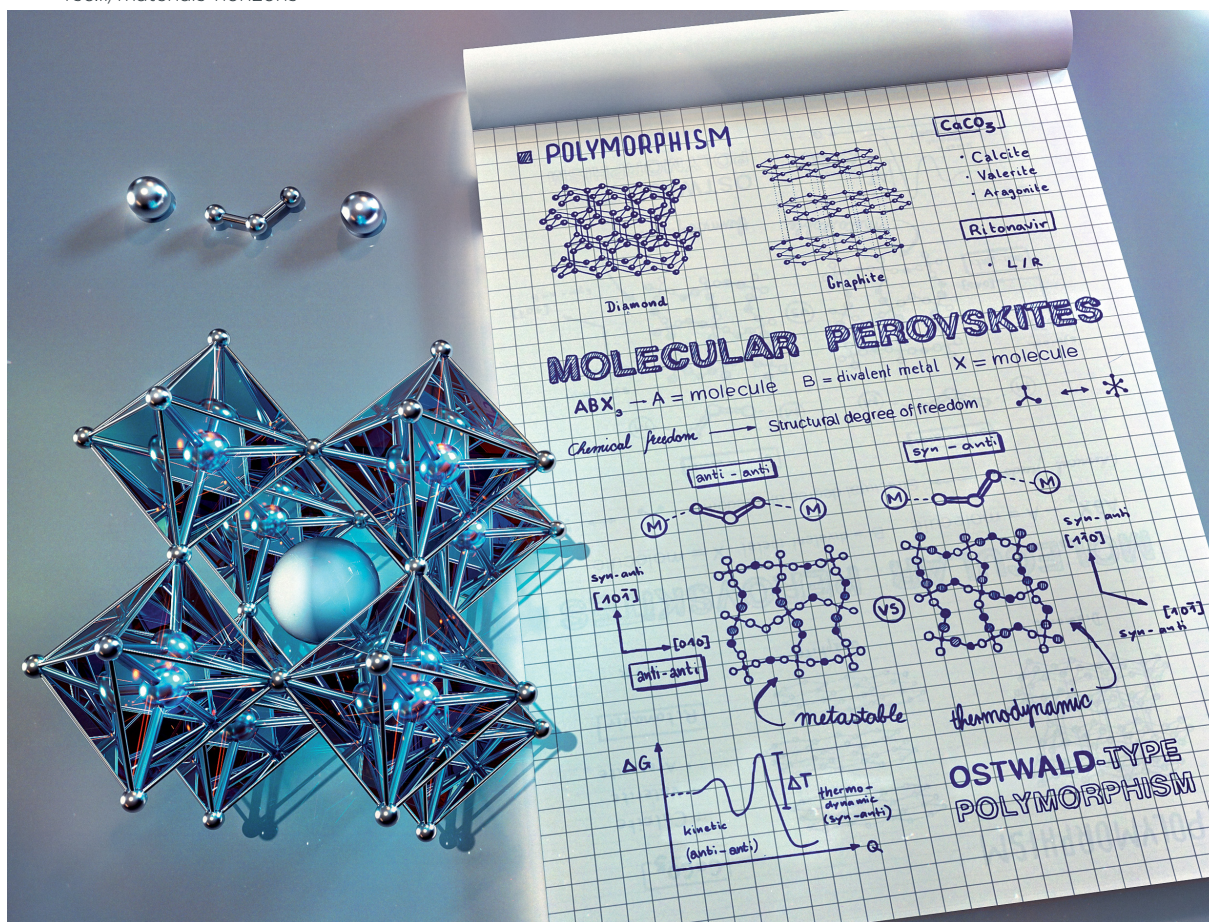 POLYMORPHISM
CaCO₃
· Calcite
· Valerite
· Aragonite
Ritonavir
· L / R
Diamond
Graphite
MOLECULAR PEROVSKITES
ABX₃ — A = molecule B = divalent metal X = molecule
Chemical freedom → Structural degree of freedom
anti - anti
syn - anti
M M
M M
syn-anti
[101̄]
[010]
anti-anti
VS
syn-anti
[11̄0]
[101̄]
syn-anti
metastable
thermodynamic
ΔG
ΔT
kinetic
(anti-anti)
thermo-
dynamic
(syn-anti)
Q
OSTWALD-TYPE
POLYMORPHISM